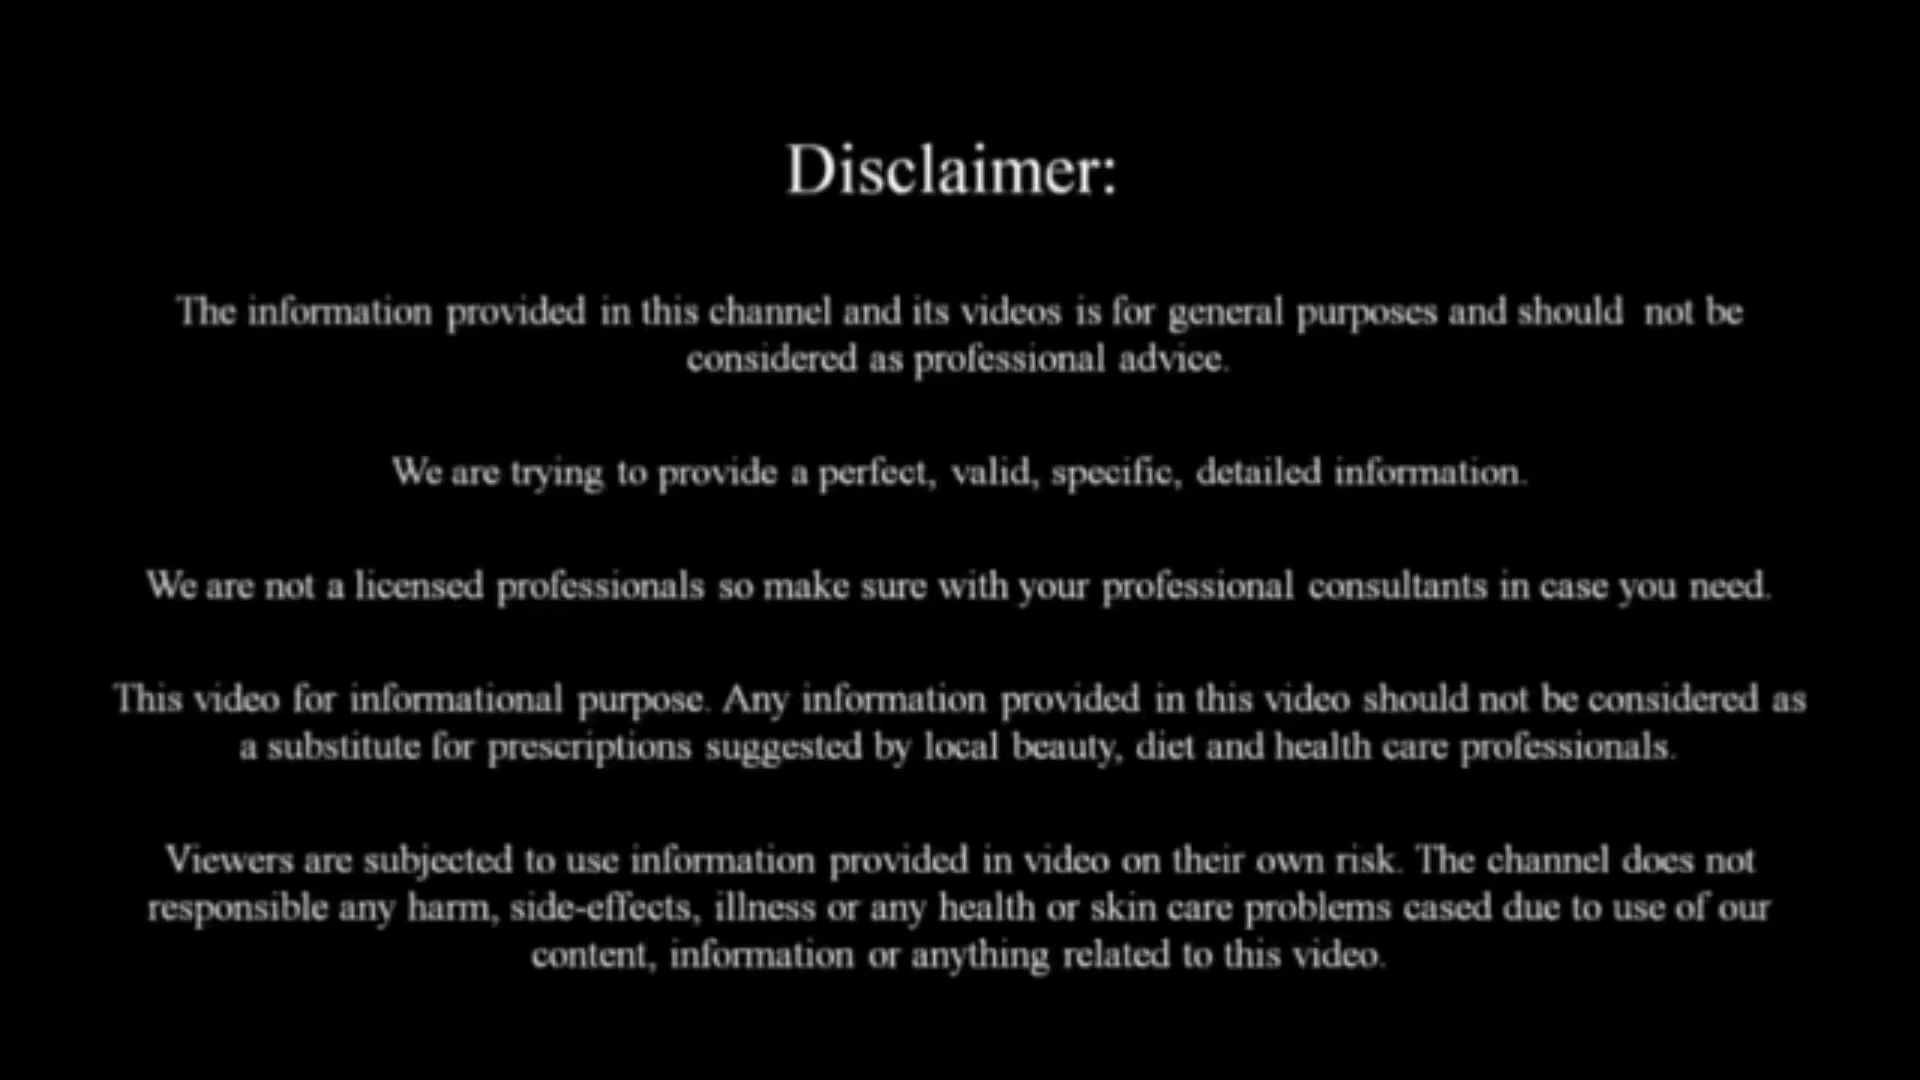 Disclaimer:
The information provided in this channel and its videos is for general purposes and should not be
considered as professional advice.
We are trying to provide a perfect, valid, specific, detailed information.
We are not a licensed professionals so make sure with your professional consultants in case you need.
This video for informational purpose. Any information provided in this video should not be considered as
a substitute for prescriptions suggested by local beauty, diet and health care professionals.
Viewers are subjected to use information provided in video on their own risk. The channel does not
responsible any harm, side-effects, illness or any health or skin care problems cased due to use of our
content, information or anything related to this video.